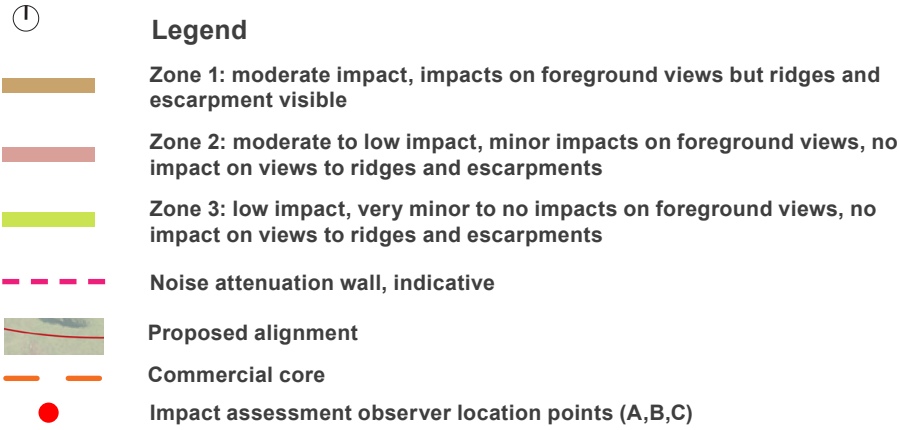 Legend
Zone 1: moderate impact, impacts on foreground views but ridges and
escarpment visible
Zone 2: moderate to low impact, minor impacts on foreground views, no
impact on views to ridges and escarpments
Zone 3: low impact, very minor to no impacts on foreground views, no
impact on views to ridges and escarpments
Noise attenuation wall, indicative
Proposed alignment
Commercial core
Impact assessment observer location points (A,B,C)